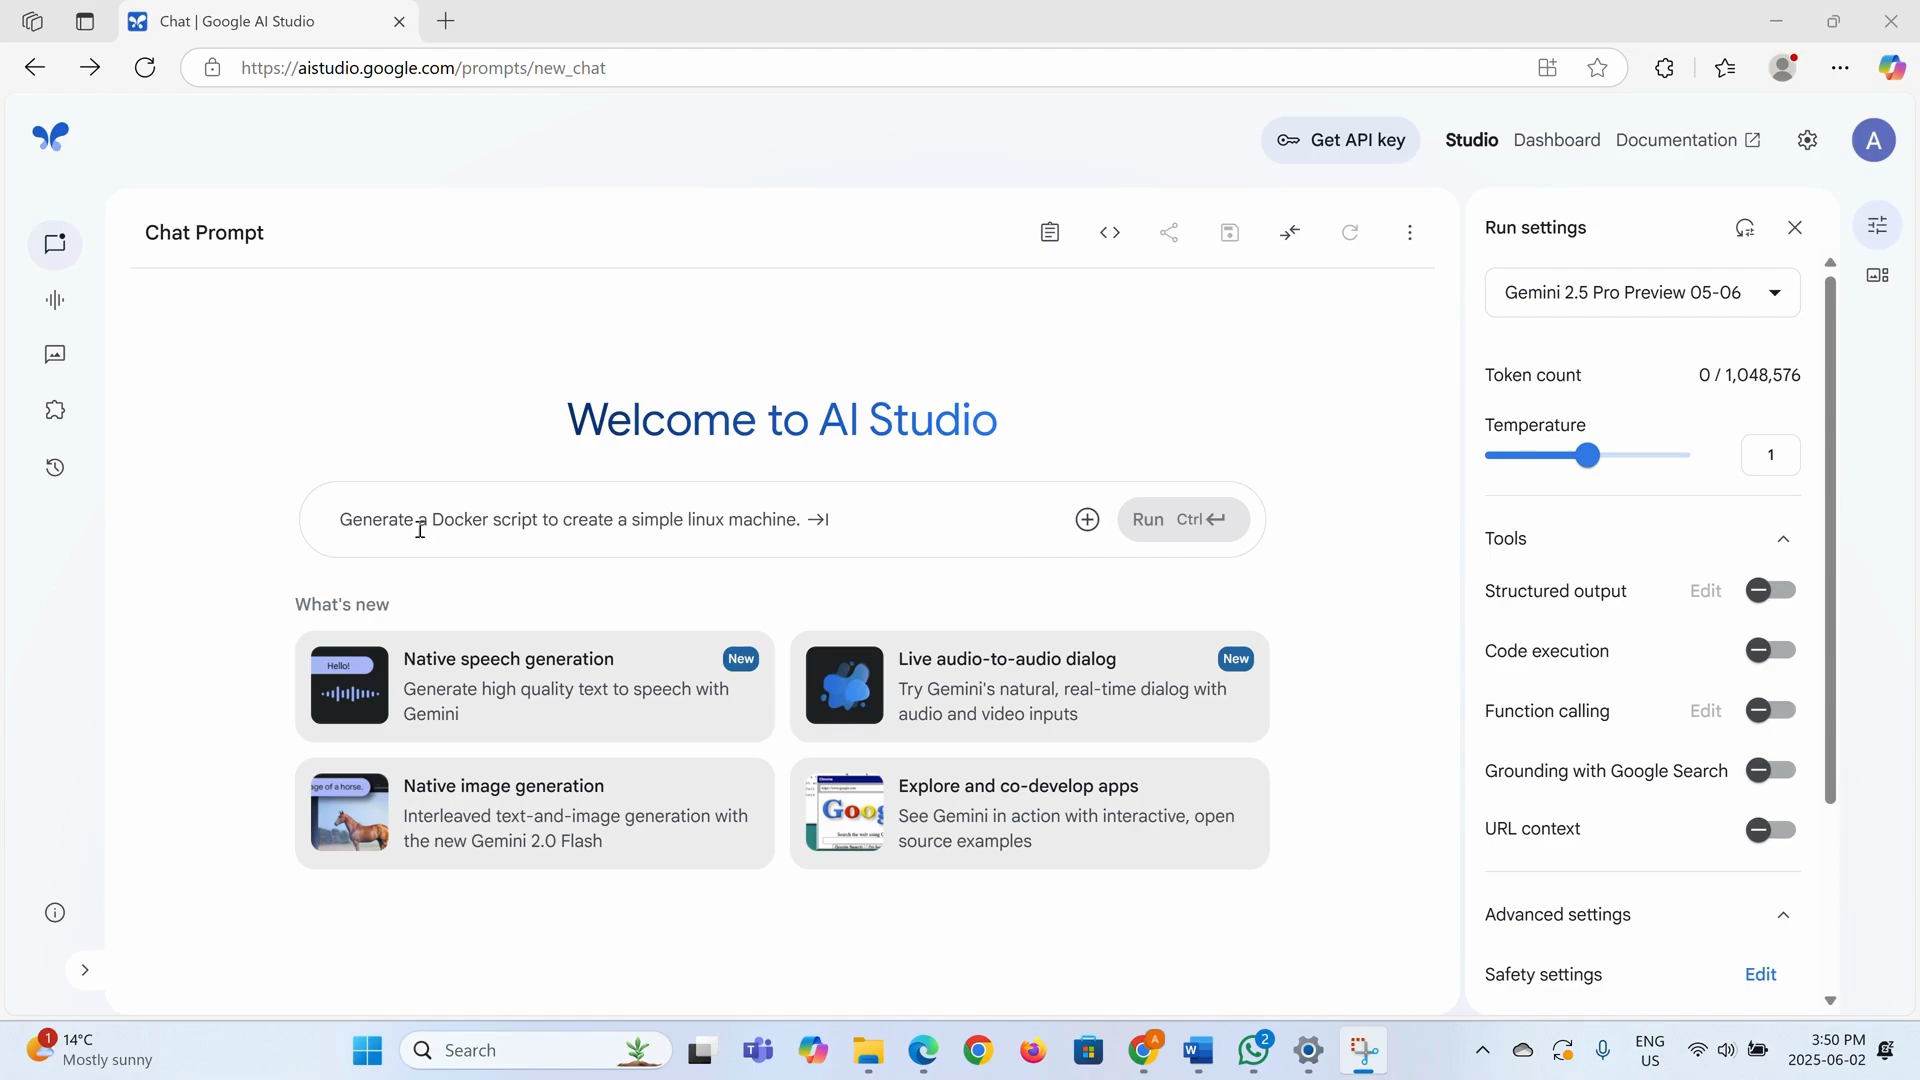 Chat | Google AI Studio
https://aistudio.google.com/prompts/new_chat
Get API key
Studio
Dashboard
Documentation
A
Chat Prompt
Welcome to AI Studio
Generate a Docker script to create a simple linux machine.
Run Ctrl
What's new
Hello!
Native speech generation
New
Generate high quality text to speech with
Gemini
Live audio-to-audio dialog
New
Try Gemini's natural, real-time dialog with
audio and video inputs
age of a horse.
Native image generation
Interleaved text-and-image generation with
the new Gemini 2.0 Flash
Explore and co-develop apps
See Gemini in action with interactive, open
source examples
Run settings
Gemini 2.5 Pro Preview 05-06
Token count
0 / 1,048,576
Temperature
1
Tools
Structured output
Edit
Code execution
Function calling
Edit
Grounding with Google Search
URL context
Advanced settings
Safety settings
Edit
1
14°C
Mostly sunny
Search
A
2
ENG
US
3:50 PM
2025-06-02